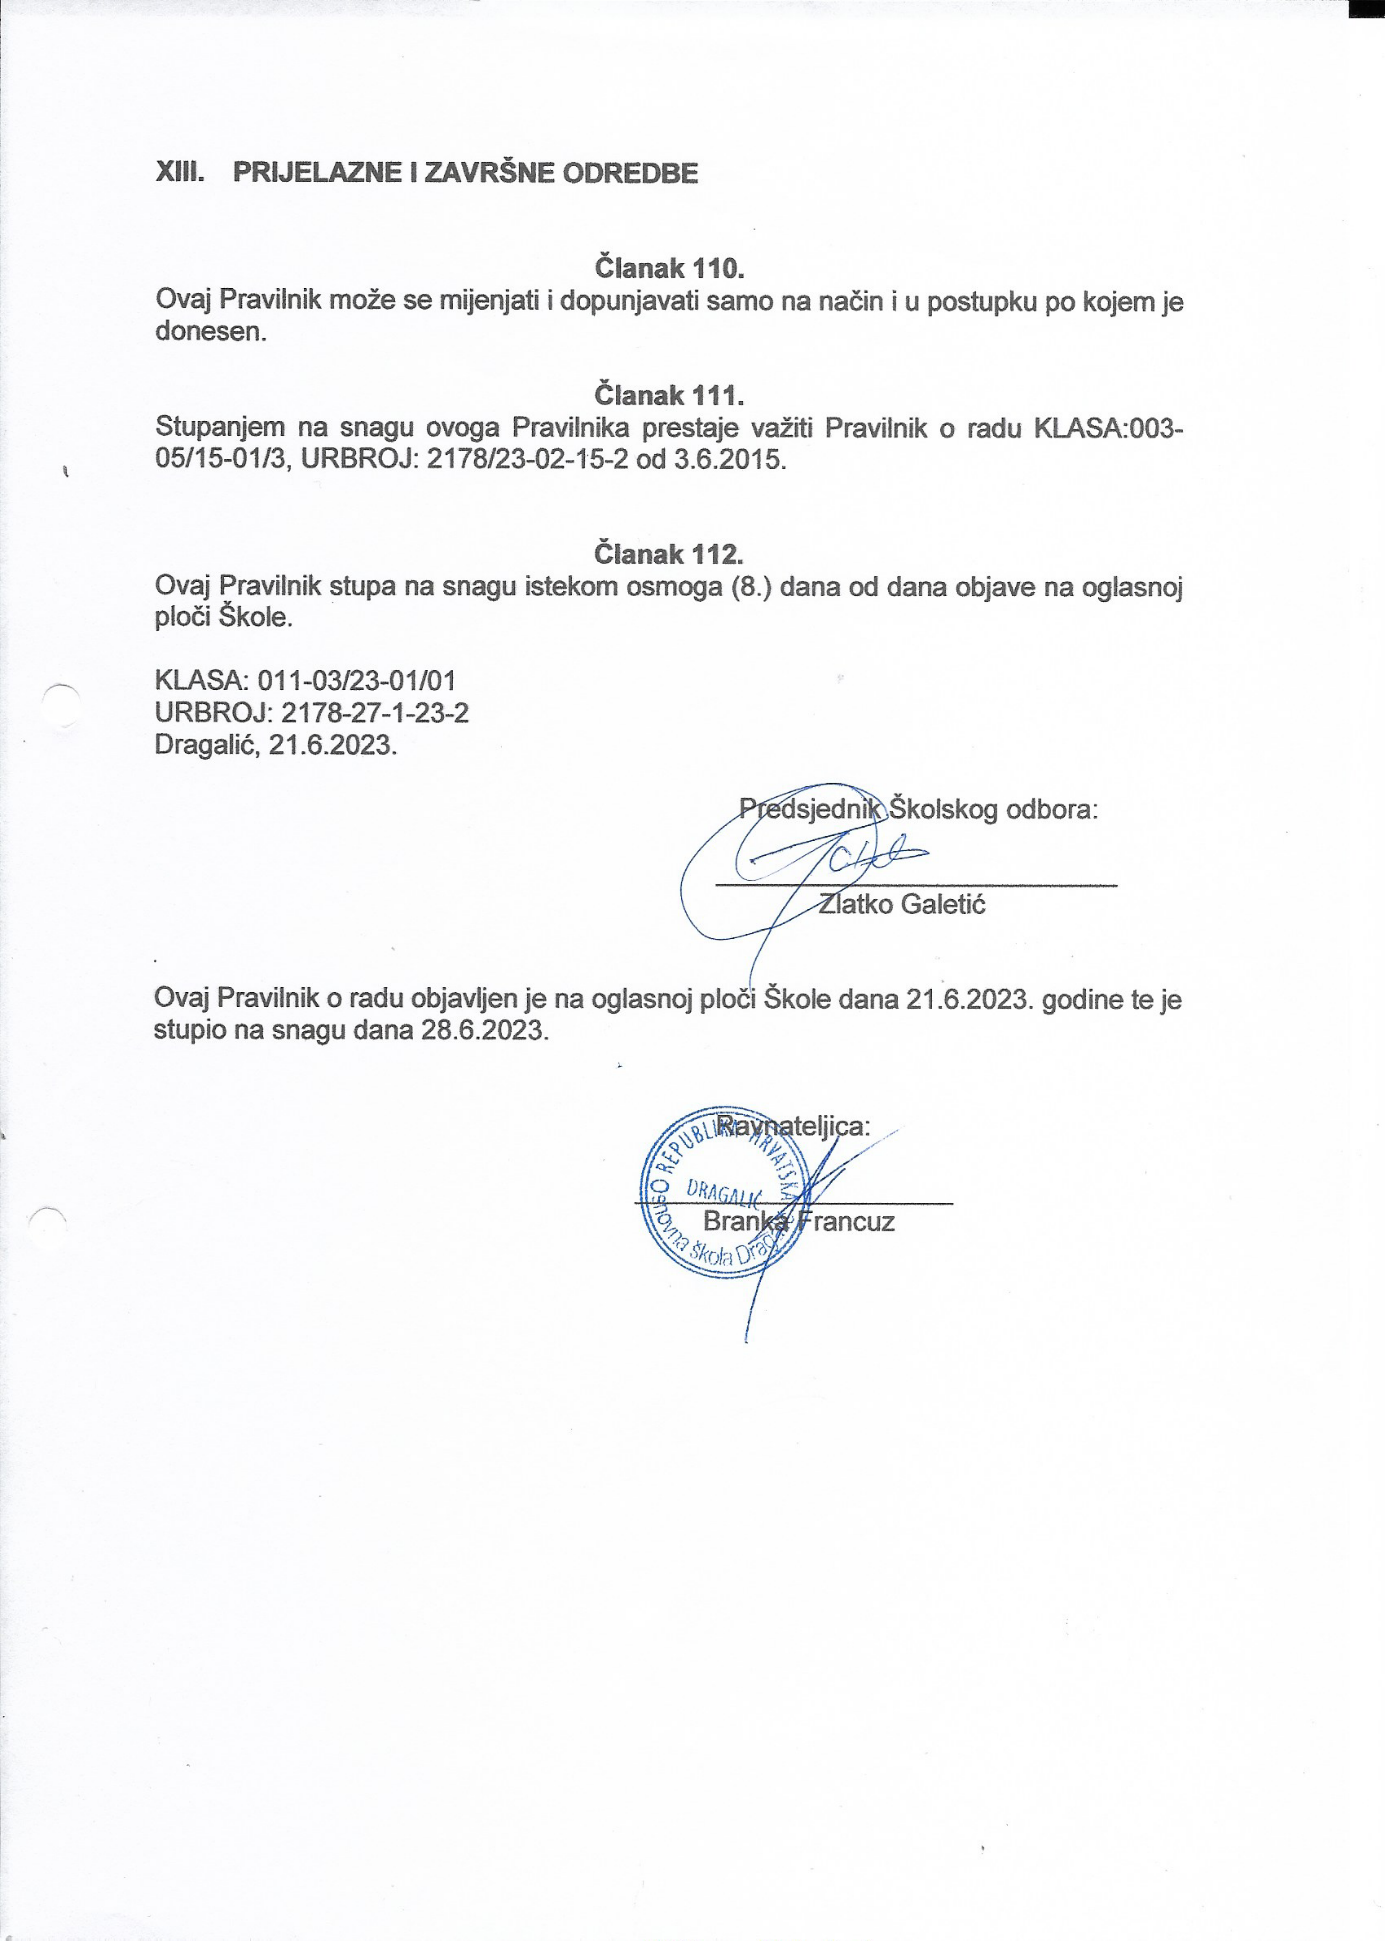 XIII. PRIJELAZNE I ZAVRŠNE ODREDBE
Članak 110.
Ovaj Pravilnik može se mijenjati i dopunjavati samo na način i u postupku po kojem je
donesen.
Članak 111.
Stupanjem na snagu ovoga Pravilnika prestaje važiti Pravilnik o radu KLASA:003-
05/15-01/3, URBROJ: 2178/23-02-15-2 od 3.6.2015.
Članak 112.
Ovaj Pravilnik stupa na snagu istekom osmoga (8.) dana od dana objave na oglasnoj
ploči Škole.
KLASA: 011-03/23-01/01
URBROJ: 2178-27-1-23-2
Dragalić, 21.6.2023.
Predsjednik Školskog odbora:
Zlatko Galetić
Ovaj Pravilnik o radu objavljen je na oglasnoj ploči Škole dana 21.6.2023. godine te je
stupio na snagu dana 28.6.2023.
Ravnateljica:
REPUBLIKA HRVATSKA
DRAGALIĆ
Branka Francuz
Osnovna škola Dragalić